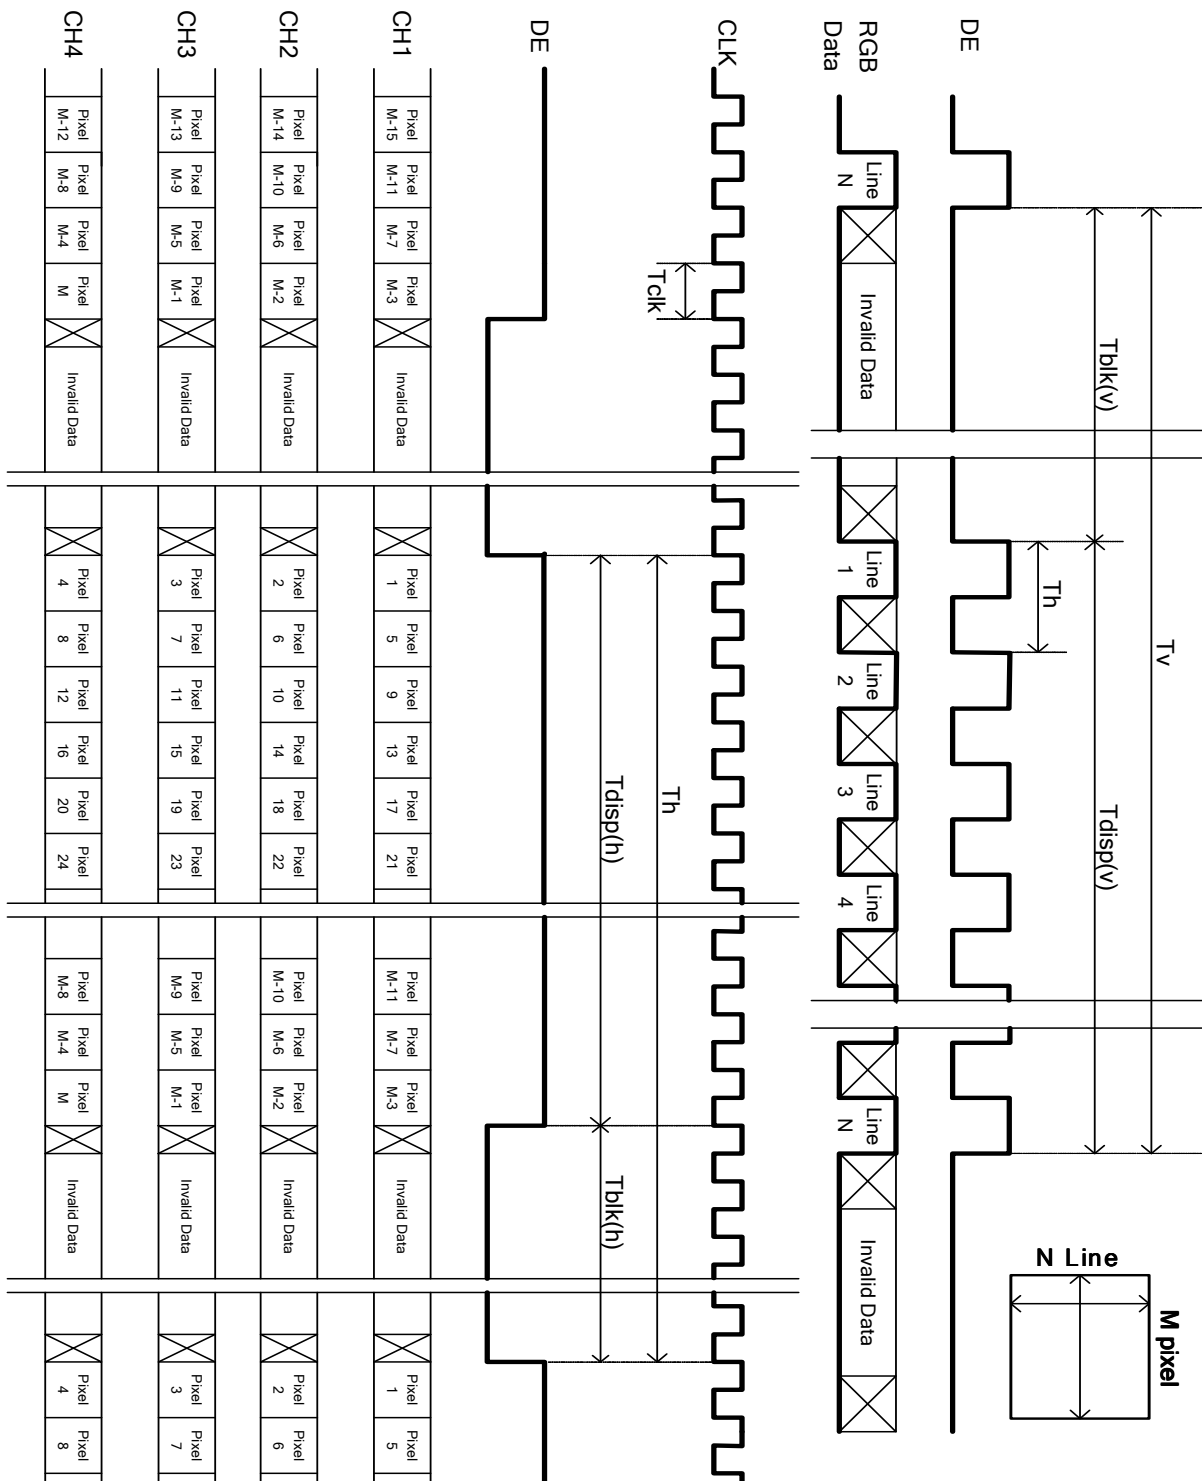 Tv
M pixel
N Line
Tblk(v) Tdisp(v)
Th
DE
RGB Line Line Line Line Line Line
Data N Invalid Data 1 2 3 4 N Invalid Data
CLK
Tclk Th
Tdisp(h) Tblk(h)
DE
CH1
Pixel Pixel Pixel Pixel Pixel Pixel Pixel Pixel Pixel Pixel Pixel Pixel Pixel Pixel Pixel
M-15 M-11 M-7 M-3 Invalid Data 1 5 9 13 17 21 M-11 M-7 M-3 Invalid Data 1 5
CH2
Pixel Pixel Pixel Pixel Pixel Pixel Pixel Pixel Pixel Pixel Pixel Pixel Pixel Pixel Pixel
M-14 M-10 M-6 M-2 Invalid Data 2 6 10 14 18 22 M-10 M-6 M-2 Invalid Data 2 6
CH3
Pixel Pixel Pixel Pixel Pixel Pixel Pixel Pixel Pixel Pixel Pixel Pixel Pixel Pixel Pixel
M-13 M-9 M-5 M-1 Invalid Data 3 7 11 15 19 23 M-9 M-5 M-1 Invalid Data 3 7
CH4
Pixel Pixel Pixel Pixel Pixel Pixel Pixel Pixel Pixel Pixel Pixel Pixel Pixel Pixel Pixel
M-12 M-8 M-4 M Invalid Data 4 8 12 16 20 24 M-8 M-4 M Invalid Data 4 8